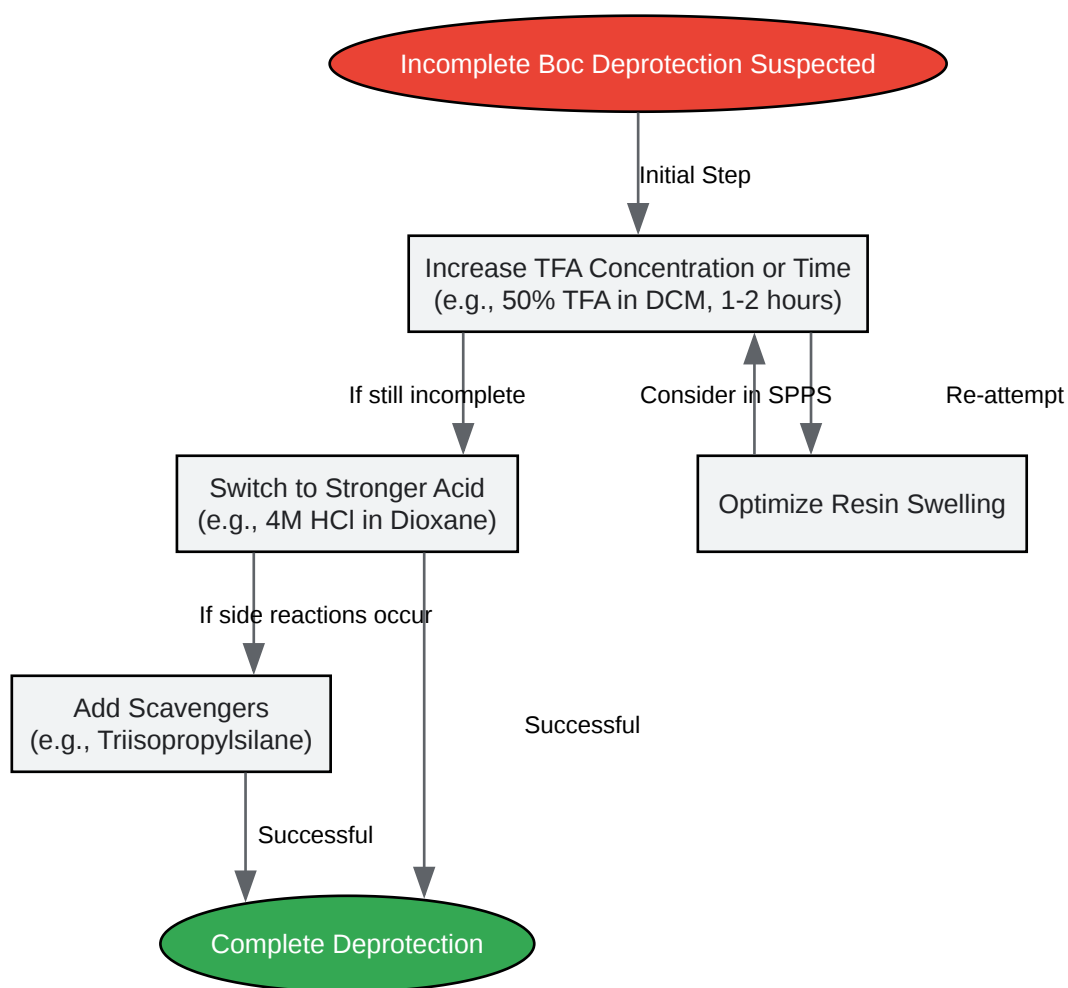 Incomplete Boc Deprotection Suspected
Initial Step
Increase TFA Concentration or Time
(e.g., 50% TFA in DCM, 1-2 hours)
If still incomplete
Consider in SPPS
Re-attempt
Switch to Stronger Acid
(e.g., 4M HCl in Dioxane)
Optimize Resin Swelling
If side reactions occur
Add Scavengers
(e.g., Triisopropylsilane)
Successful
Successful
Complete Deprotection